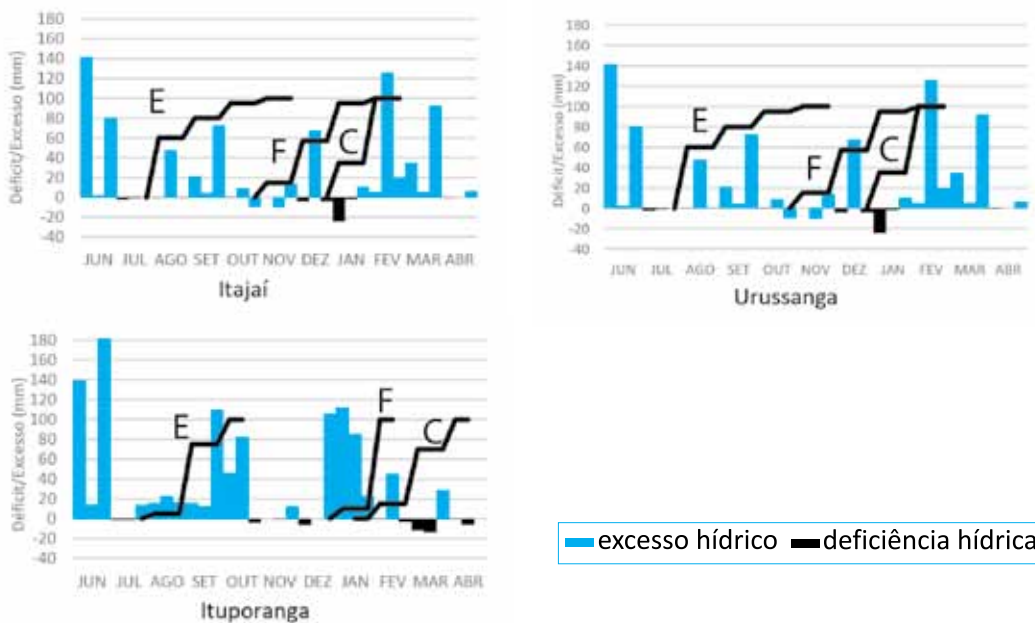 180
160
140
120
100
80
60
40
20
0
-20
-40
Déficit/Excesso (mm)
E
F
C
JUN JUL AGO SET OUT NOV DEZ JAN FEV MAR ABR
Itajaí
180
160
140
120
100
80
60
40
20
0
-20
-40
Déficit/Excesso (mm)
E
F
C
JUN JUL AGO SET OUT NOV DEZ JAN FEV MAR ABR
Urussanga
180
160
140
120
100
80
60
40
20
0
-20
-40
Déficit/Excesso (mm)
E
F
C
JUN JUL AGO SET OUT NOV DEZ JAN FEV MAR ABR
Ituporanga
excesso hídrico deficiência hídrica